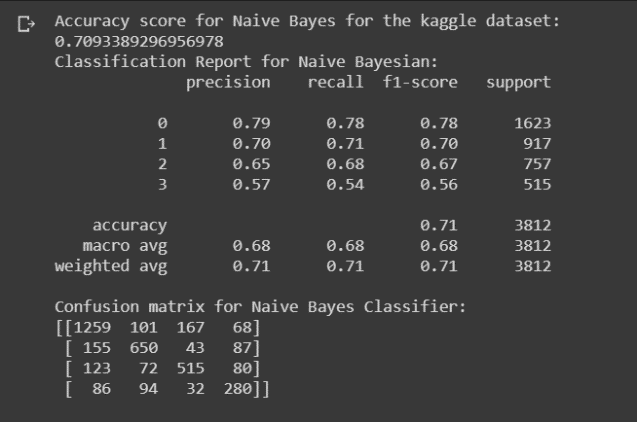 Accuracy score for Naive Bayes for the kaggle dataset:
0.7093389296956978
Classification Report for Naive Bayesian:
precision recall f1-score support
0 0.79 0.78 0.78 1623
1 0.70 0.71 0.70 917
2 0.65 0.68 0.67 757
3 0.57 0.54 0.56 515
accuracy 0.71 3812
macro avg 0.68 0.68 0.68 3812
weighted avg 0.71 0.71 0.71 3812
Confusion matrix for Naive Bayes Classifier:
[[1259 101 167 68]
[ 155 650 43 87]
[ 123 72 515 80]
[ 86 94 32 280]]